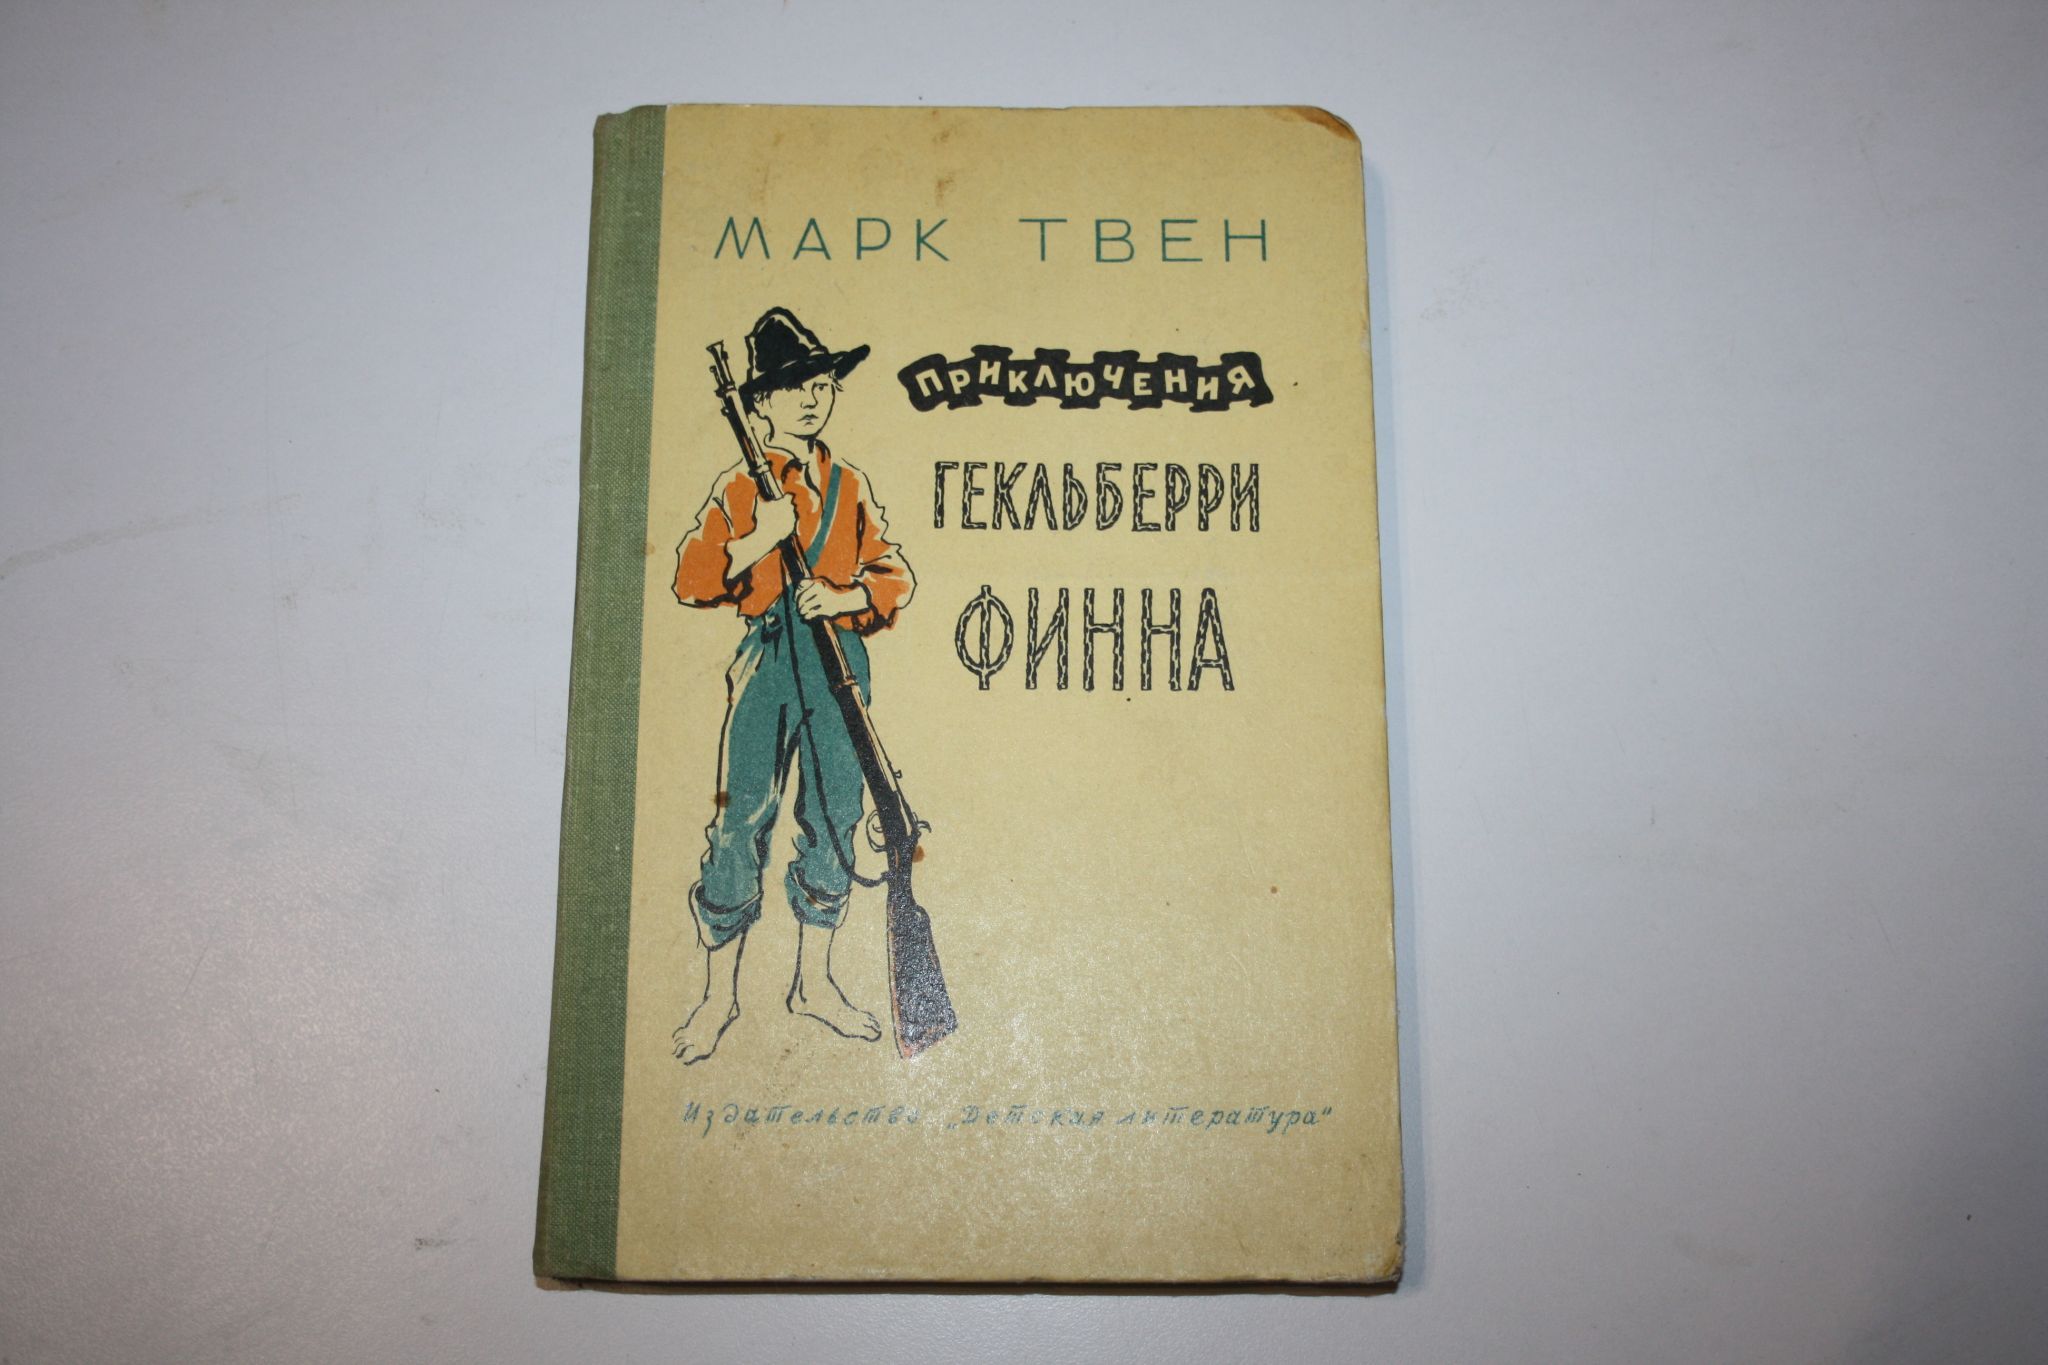 МАРК ТВЕН
ПРИКЛЮЧЕНИЯ
ГЕКЛЬБЕРРИ
ФИННА
Издательство „Детская литература"